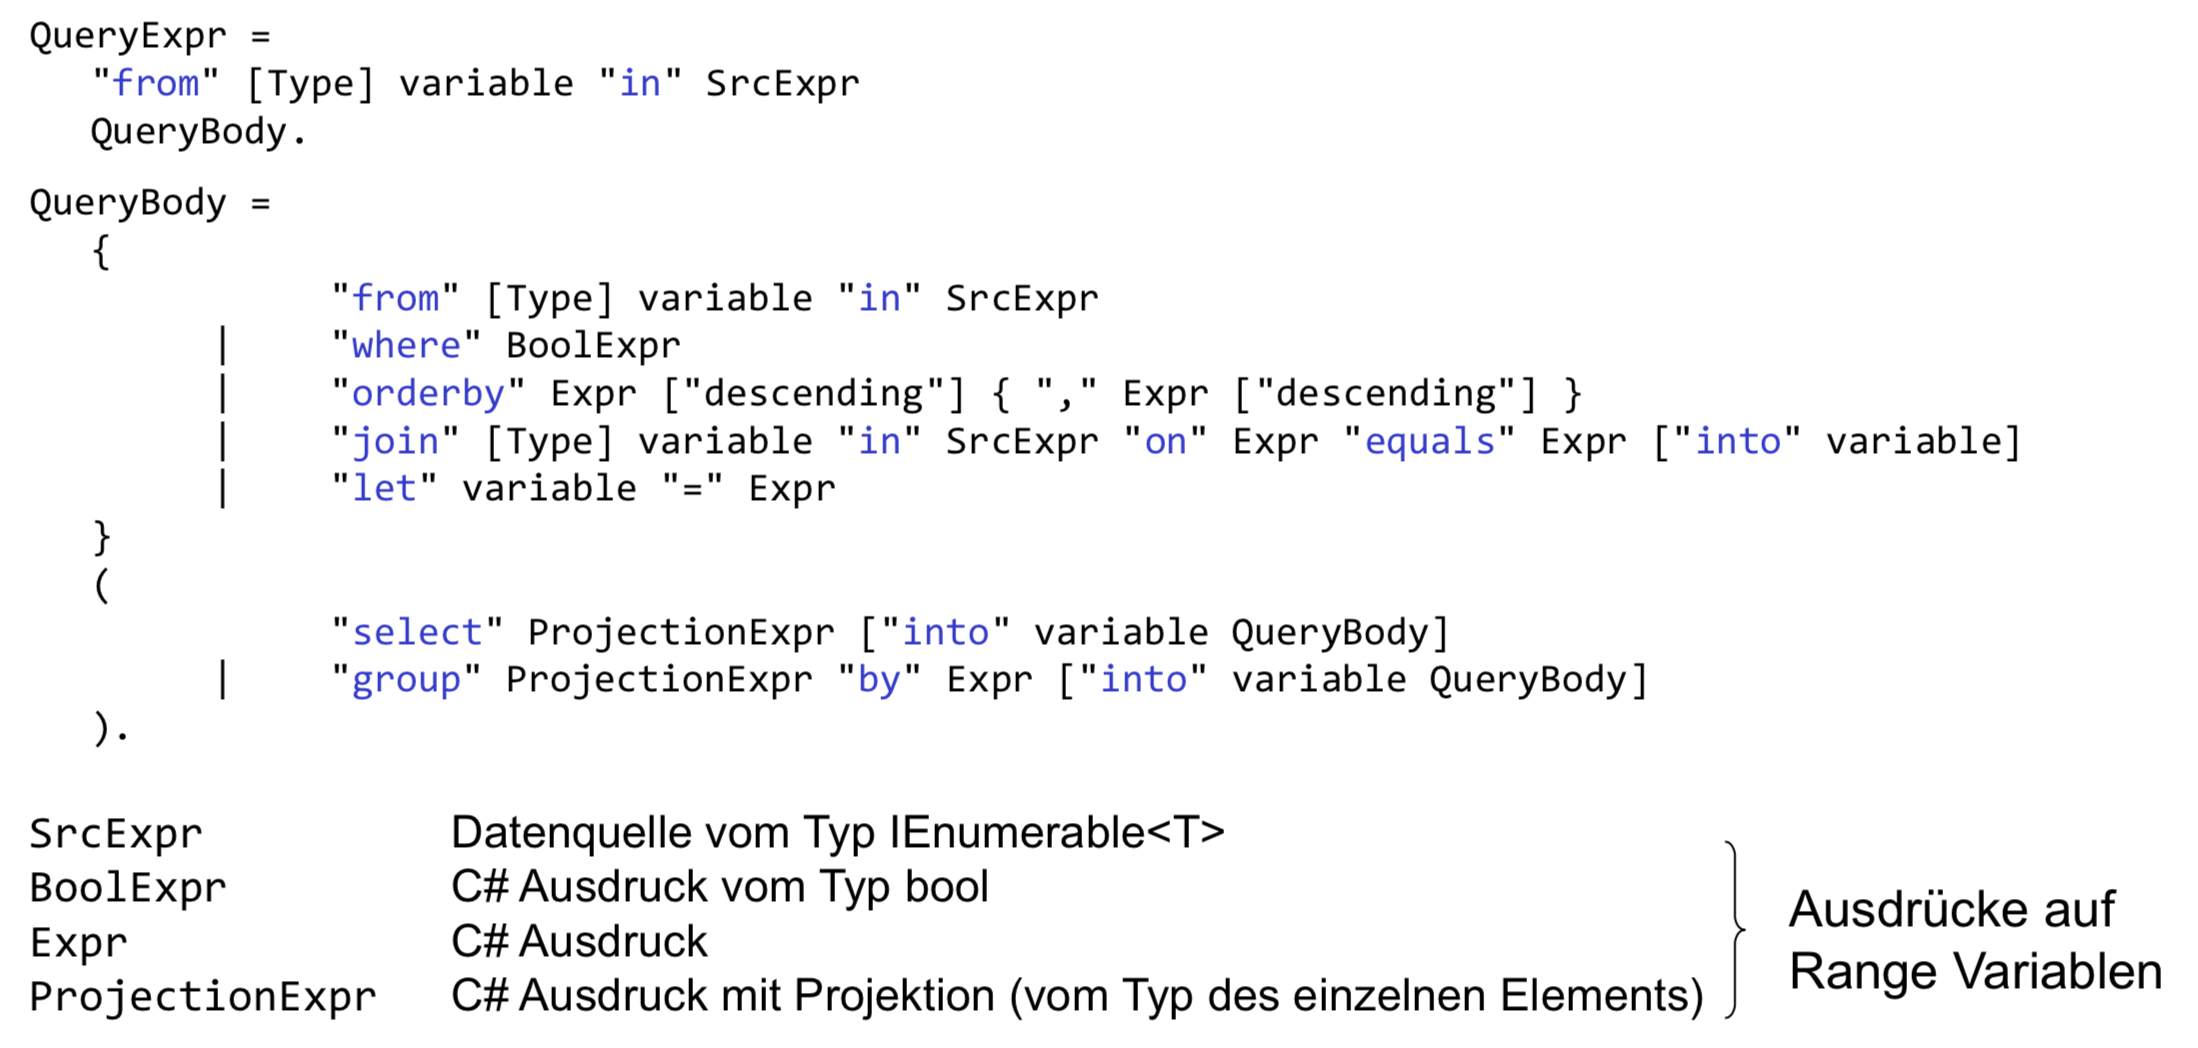 QueryExpr =
"from" [Type] variable "in" SrcExpr
QueryBody.
QueryBody =
{
"from" [Type] variable "in" SrcExpr
| "where" BoolExpr
| "orderby" Expr ["descending"] { "," Expr ["descending"] }
| "join" [Type] variable "in" SrcExpr "on" Expr "equals" Expr ["into" variable]
| "let" variable "=" Expr
}
(
"select" ProjectionExpr ["into" variable QueryBody]
| "group" ProjectionExpr "by" Expr ["into" variable QueryBody]
).
SrcExpr Datenquelle vom Typ IEnumerable<T>
BoolExpr C# Ausdruck vom Typ bool
Expr C# Ausdruck
ProjectionExpr C# Ausdruck mit Projektion (vom Typ des einzelnen Elements)
Ausdrücke auf
Range Variablen